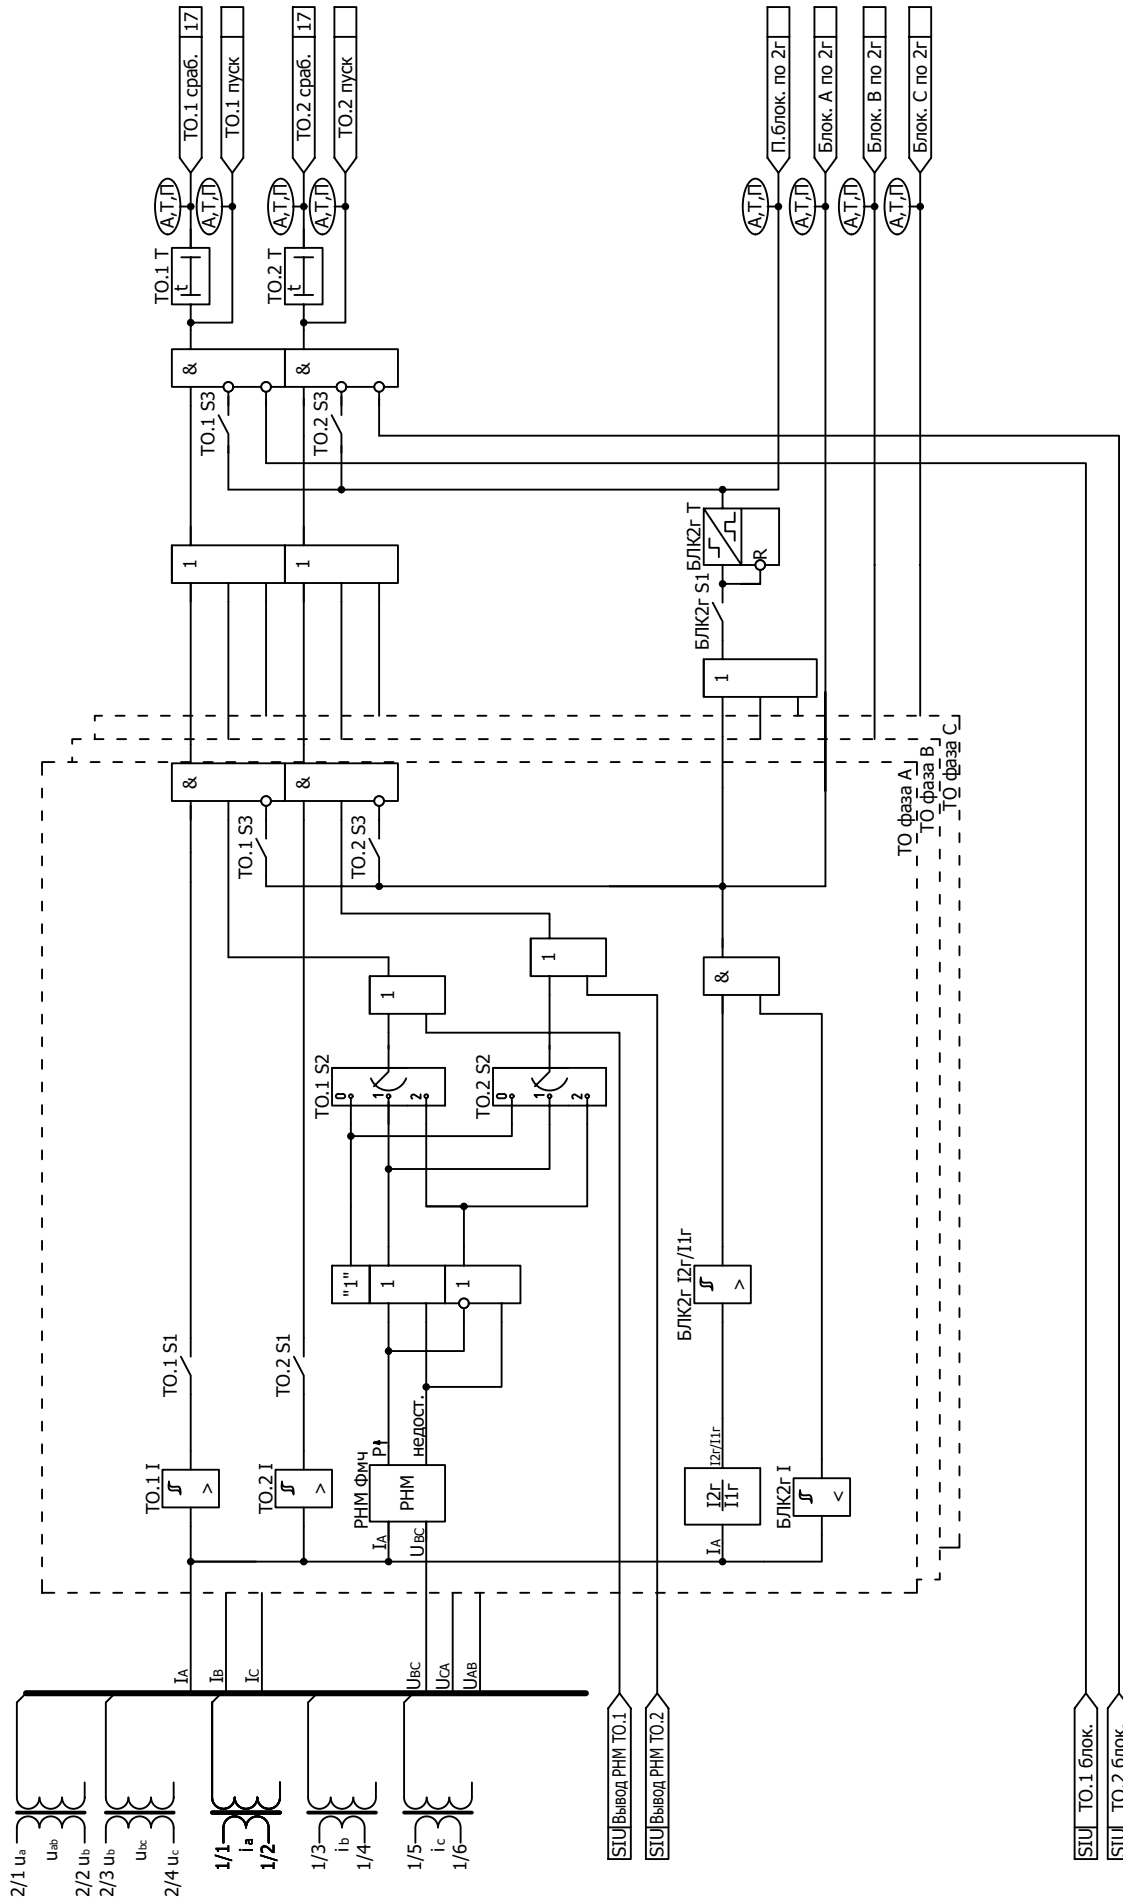 ТО.1 сраб. 17
ТО.1 пуск
ТО.2 сраб. 17
ТО.2 пуск
П.блок. по 2г
Блок. А по 2г
Блок. В по 2г
Блок. С по 2г
А,Т,П
А,Т,П
А,Т,П
А,Т,П
А,Т,П
А,Т,П
А,Т,П
А,Т,П
ТО.1 Т
t
ТО.2 Т
t
&
&
ТО.1 S3
ТО.2 S3
БЛК2г Т
R
БЛК2г S1
1
1
1
&
&
ТО.1 S3
ТО.2 S3
ТО фаза А
ТО фаза В
ТО фаза С
1
1
&
ТО.1 S2
0
1
2
ТО.2 S2
0
1
2
"1"
1
1
БЛК2г I2г/I1г
>
ТО.1 S1
ТО.2 S1
ТО.1 I
>
ТО.2 I
>
РНМ Фмч
РНМ
P
недост.
IA
UBC
I2г/I1г
I2г
I1г
IA
БЛК2г I
<
IA
IB
IC
UBC
UCA
UAB
2/1 ua
uab
2/2 ub
2/3 ub
ubc
2/4 uc
1/1
ia
1/2
1/3
ib
1/4
1/5
ic
1/6
SIU Вывод РНМ ТО.1
SIU Вывод РНМ ТО.2
SIU ТО.1 блок.
SIU ТО.2 блок.